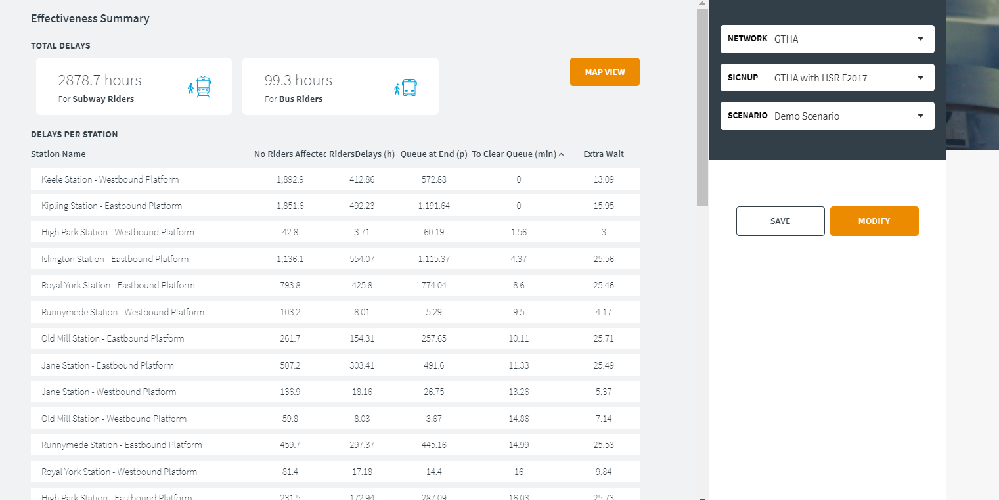 Effectiveness Summary
TOTAL DELAYS
2878.7 hours
For Subway Riders
99.3 hours
For Bus Riders
MAP VIEW
DELAYS PER STATION
Station Name No Riders Affectec RidersDelays (h) Queue at End (p) To Clear Queue (min) Extra Wait
Keele Station - Westbound Platform 1,892.9 412.86 572.88 0 13.09
Kipling Station - Eastbound Platform 1,851.6 492.23 1,191.64 0 15.95
High Park Station - Westbound Platform 42.8 3.71 60.19 1.56 3
Islington Station - Eastbound Platform 1,136.1 554.07 1,115.37 4.37 25.56
Royal York Station - Eastbound Platform 793.8 425.8 774.04 8.6 25.46
Runnymede Station - Westbound Platform 103.2 8.01 5.29 9.5 4.17
Old Mill Station - Eastbound Platform 261.7 154.31 257.65 10.11 25.71
Jane Station - Eastbound Platform 507.2 303.41 491.6 11.33 25.49
Jane Station - Westbound Platform 136.9 18.16 26.75 13.26 5.37
Old Mill Station - Westbound Platform 59.8 8.03 3.67 14.86 7.14
Runnymede Station - Eastbound Platform 459.7 297.37 445.16 14.99 25.53
Royal York Station - Westbound Platform 81.4 17.18 14.4 16 9.84
High Park Station - Eastbound Platform 231.5 172.94 287.09 16.03 25.73
NETWORK GTHA
SIGNUP GTHA with HSR F2017
SCENARIO Demo Scenario
SAVE
MODIFY